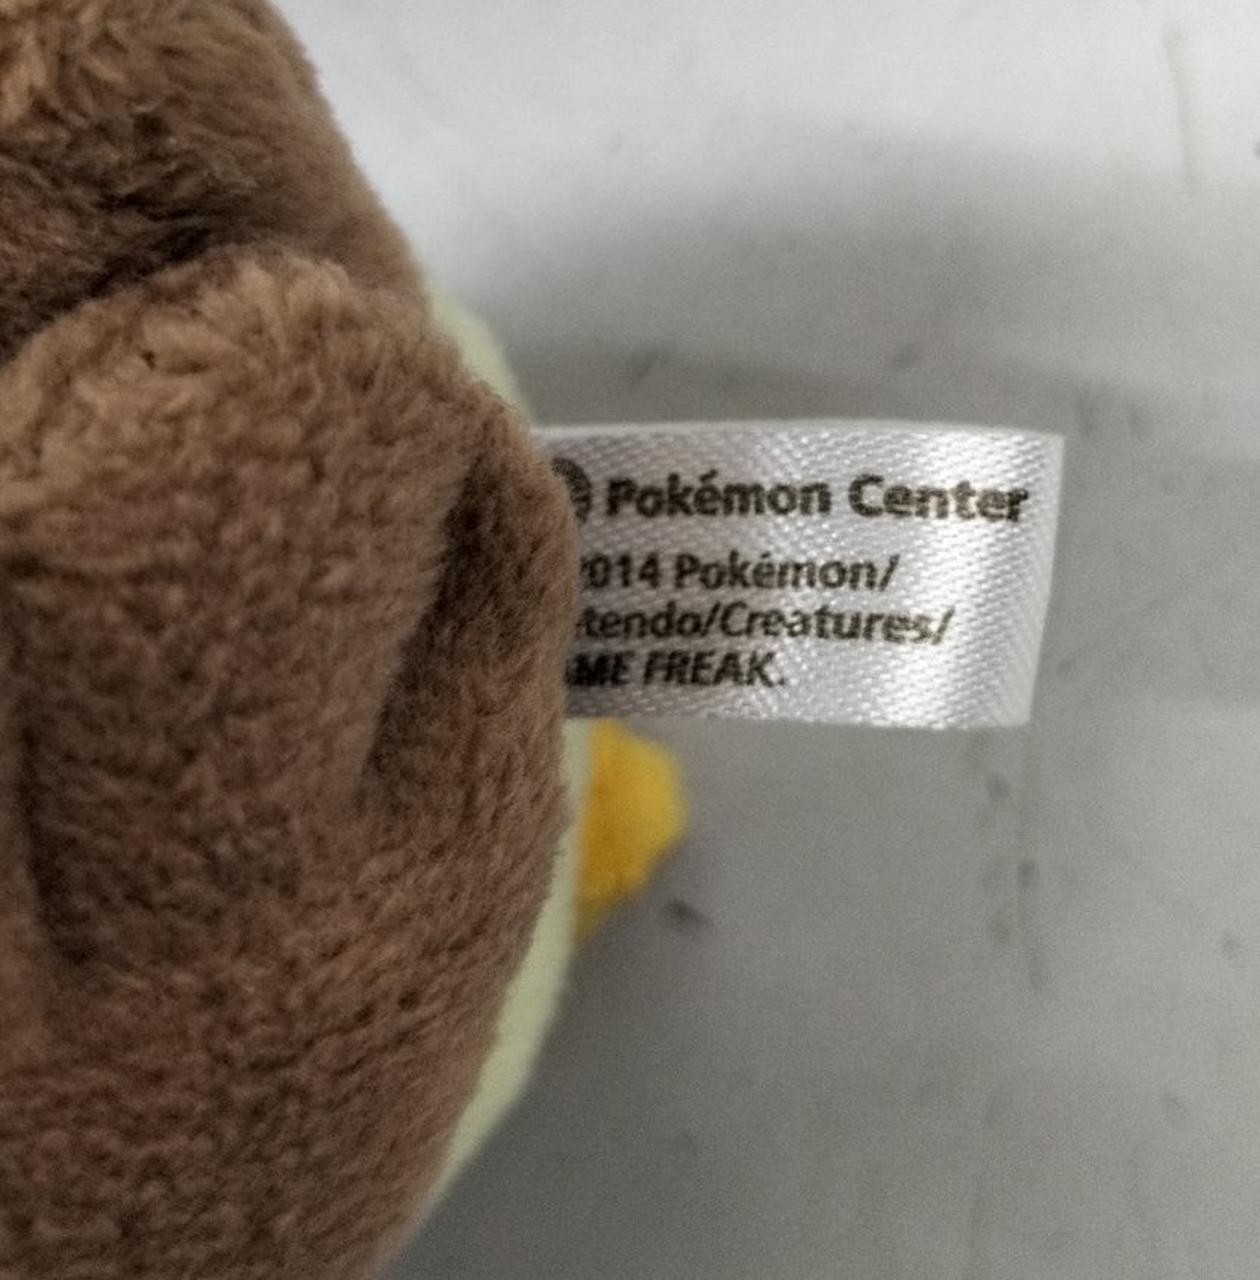 Pokémon Center
2014 Pokémon/
tendo/Creatures/
ME FREAK.